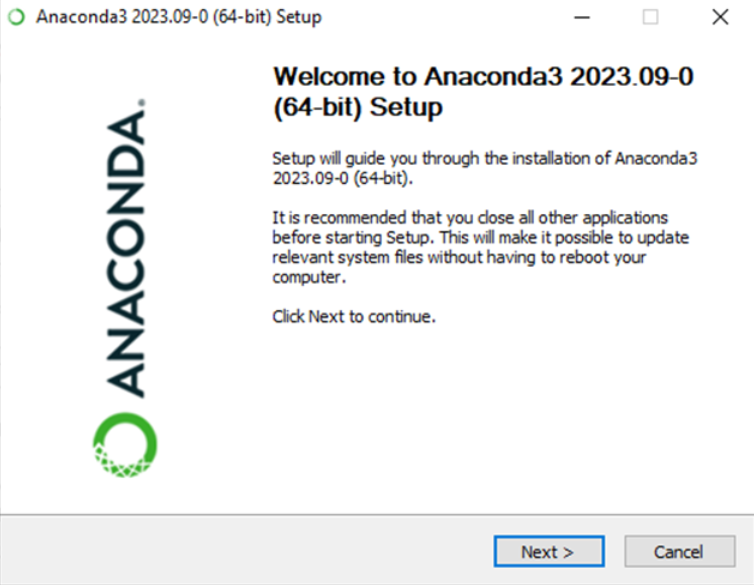 Anaconda3 2023.09-0 (64-bit) Setup
ANACONDA.
Welcome to Anaconda3 2023.09-0
(64-bit) Setup
Setup will guide you through the installation of Anaconda3
2023.09-0 (64-bit).
It is recommended that you close all other applications
before starting Setup. This will make it possible to update
relevant system files without having to reboot your
computer.
Click Next to continue.
Next >
Cancel